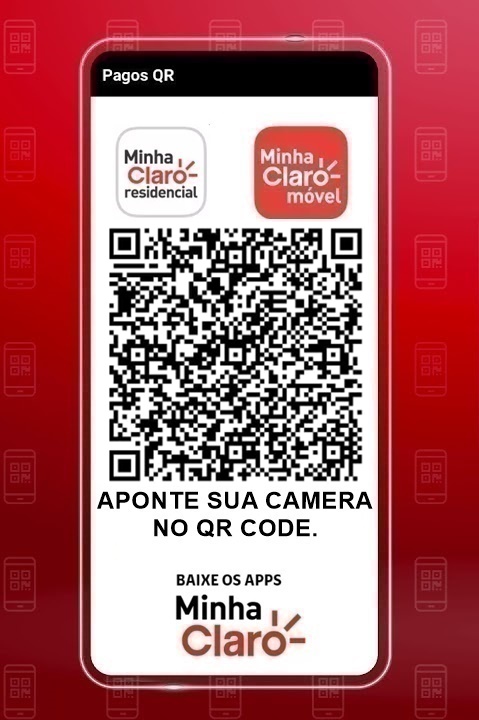 Pagos QR
Minha
Claro
residencial
Minha
Claro
móvel
APONTE SUA CAMERA
NO QR CODE.
BAIXE OS APPS
Minha
Claro